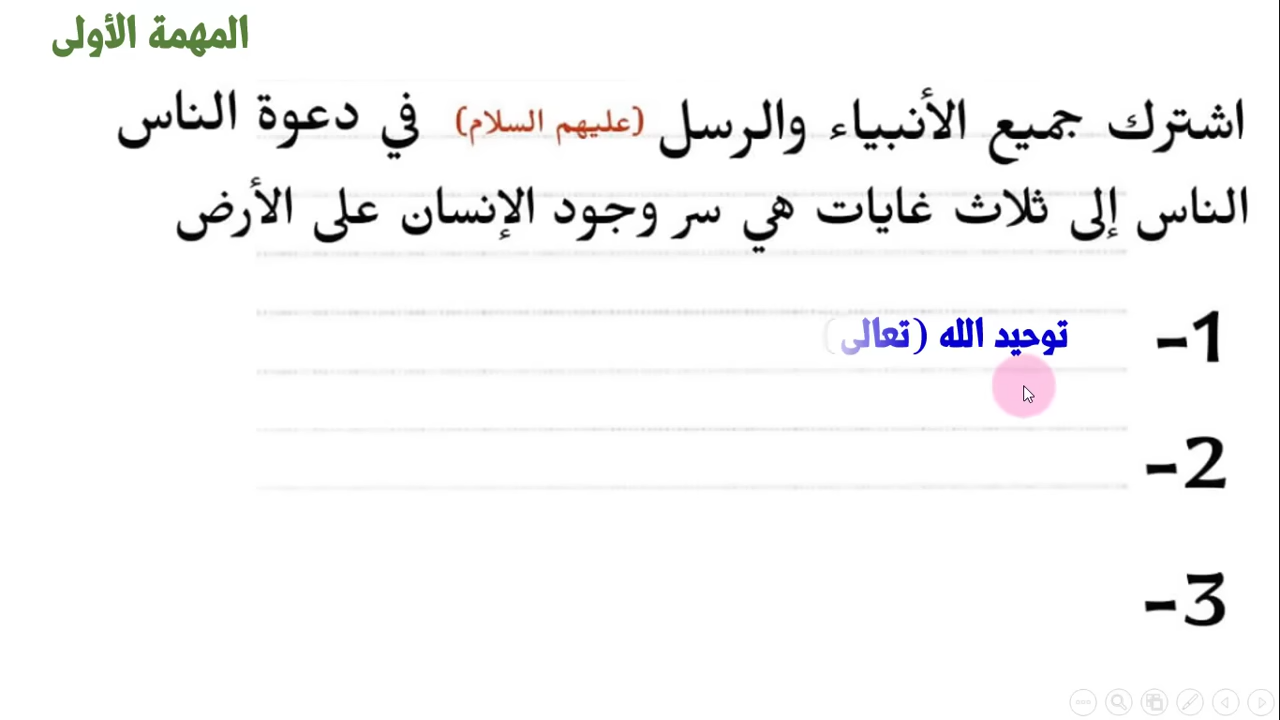 المهمة الأولى
اشترك جميع الأنبياء والرسل (عليهم السلام) في دعوة الناس
الناس إلى ثلاث غايات هي سر وجود الإنسان على الأرض
1- توحيد الله (تعالى)
2-
3-